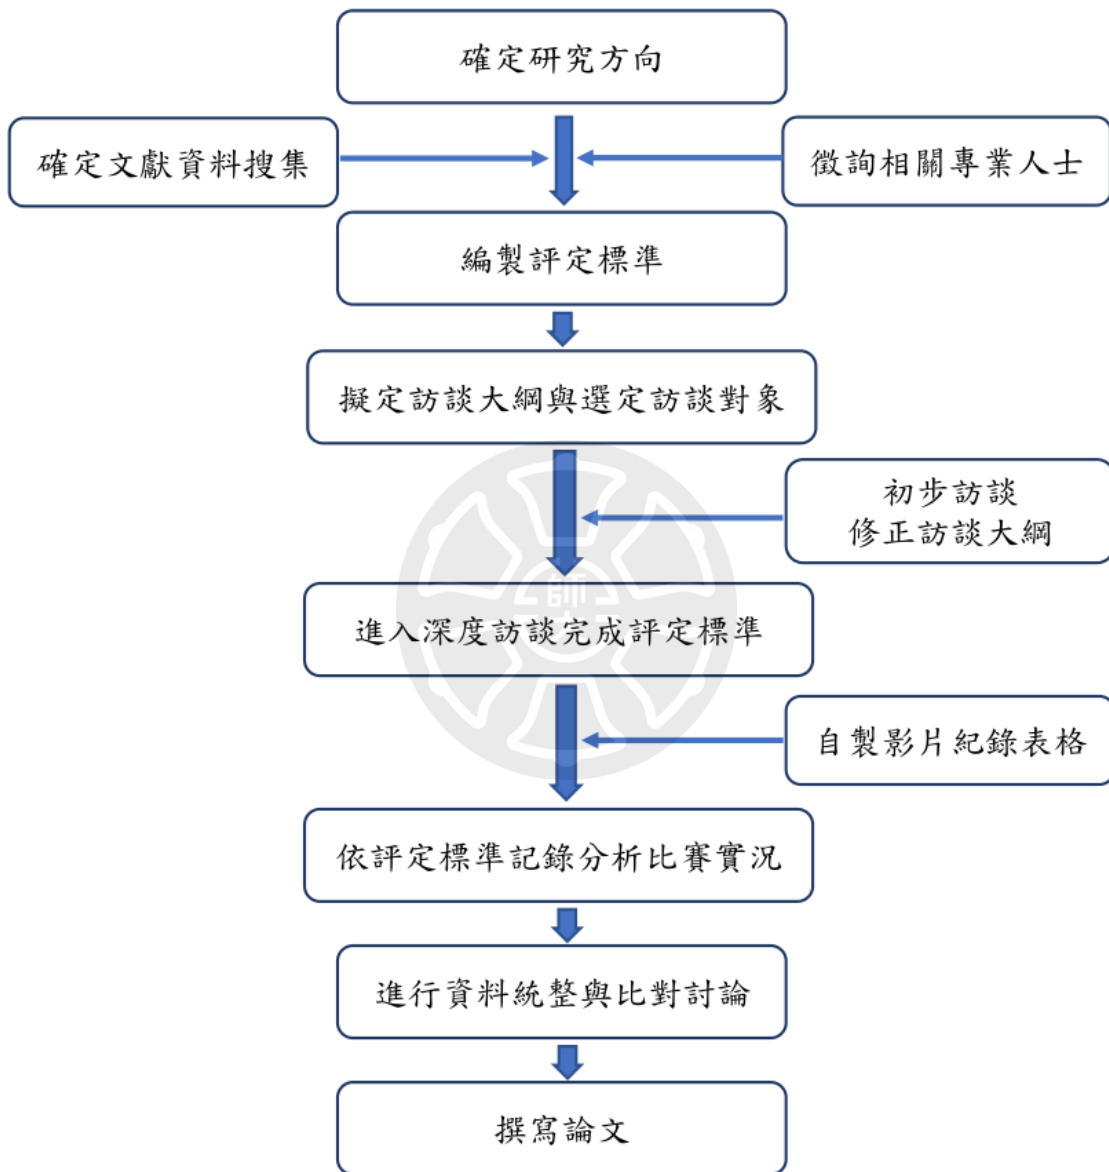 確定研究方向
確定文獻資料搜集
徵詢相關專業人士
編製評定標準
擬定訪談大綱與選定訪談對象
初步訪談
修正訪談大綱
師大
進入深度訪談完成評定標準
自製影片紀錄表格
依評定標準記錄分析比賽實況
進行資料統整與比對討論
撰寫論文